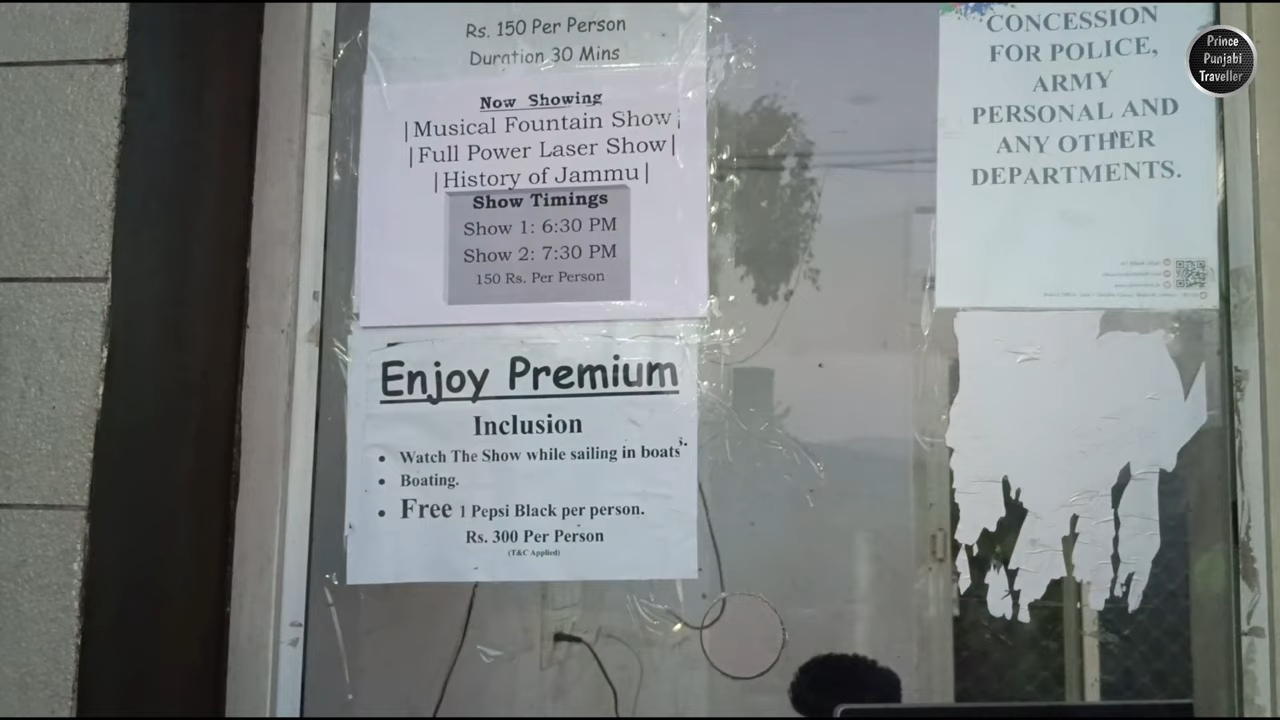 Rs. 150 Per Person
Duration 30 Mins
Now Showing
|Musical Fountain Show|
|Full Power Laser Show|
|History of Jammu|
Show Timings
Show 1: 6:30 PM
Show 2: 7:30 PM
150 Rs. Per Person
Enjoy Premium
Inclusion
• Watch The Show while sailing in boats
• Boating.
• Free 1 Pepsi Black per person.
Rs. 300 Per Person
(T&C Applied)
CONCESSION
FOR POLICE,
ARMY
PERSONAL AND
ANY OTHER
DEPARTMENTS.
Prince
Punjabi
Traveller